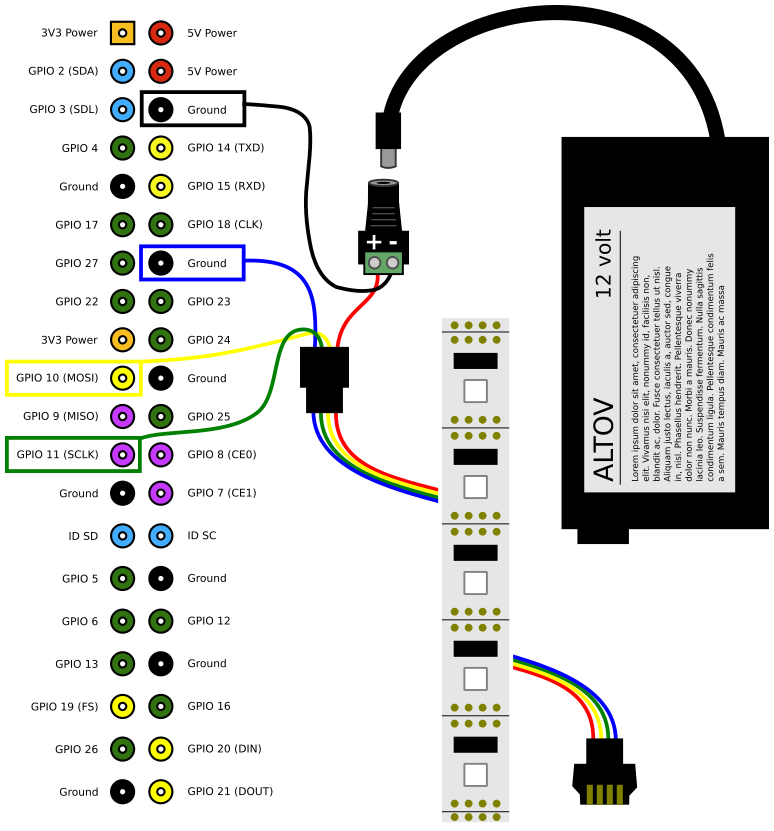 3V3 Power 5V Power
GPIO 2 (SDA) 5V Power
GPIO 3 (SDL) Ground
GPIO 4 GPIO 14 (TXD)
Ground GPIO 15 (RXD)
GPIO 17 GPIO 18 (CLK)
GPIO 27 Ground
GPIO 22 GPIO 23
3V3 Power GPIO 24
GPIO 10 (MOSI) Ground
GPIO 9 (MISO) GPIO 25
GPIO 11 (SCLK) GPIO 8 (CE0)
Ground GPIO 7 (CE1)
ID SD ID SC
GPIO 5 Ground
GPIO 6 GPIO 12
GPIO 13 Ground
GPIO 19 (FS) GPIO 16
GPIO 26 GPIO 20 (DIN)
Ground GPIO 21 (DOUT)
+ -
ALTOV 12 volt
Lorem ipsum dolor sit amet, consectetuer adipiscing
elit. Vivamus nisi elit, nonummy id, facilisis non,
blandit ac, dolor. Fusce consectetuer tellus ut nisl.
Aliquam justo lectus, iaculis a, auctor sed, congue
in, nisl. Phasellus hendrerit. Pellentesque viverra
dolor non nunc. Morbi a mauris. Donec nonummy
lacinia leo. Suspendisse fermentum. Nulla sagittis
condimentum ligula. Pellentesque condimentum felis
a sem. Mauris tempus diam. Mauris ac massa